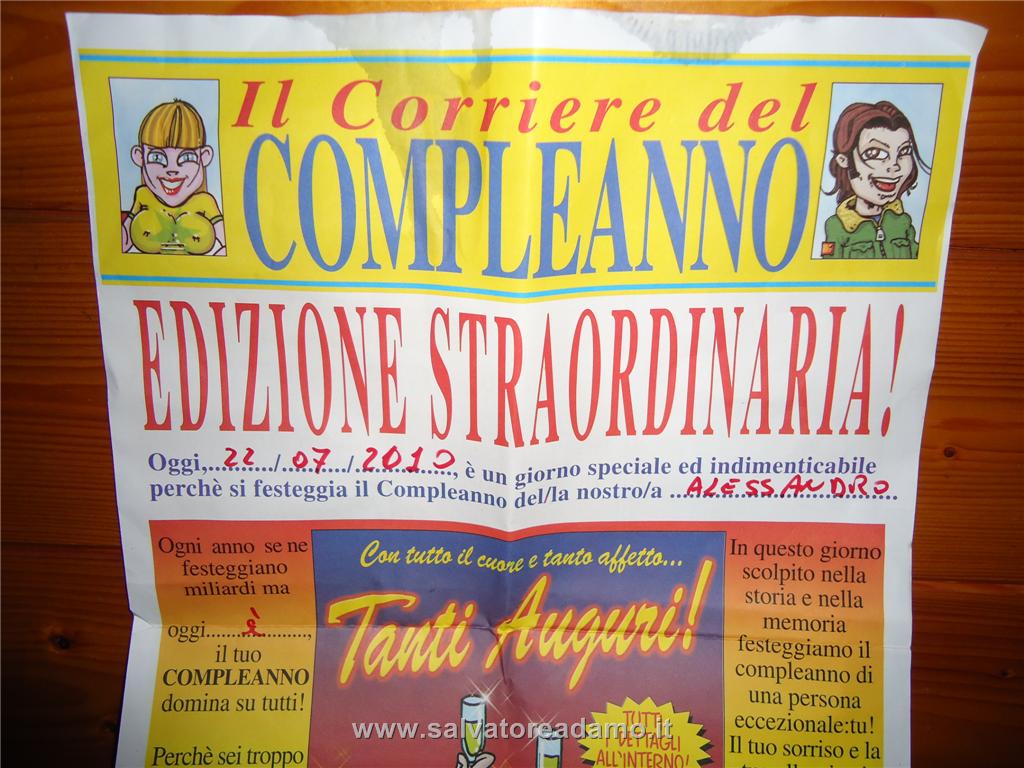 Il Corriere del
COMPLEANNO
EDIZIONE STRAORDINARIA!
Oggi,....22..../...07..../..2010..., è un giorno speciale ed indimenticabile
perchè si festeggia il Compleanno del/la nostro/a ...ALESSANDRO...
Ogni anno se ne
festeggiano
miliardi ma
oggi.......è.........,
il tuo
COMPLEANNO
domina su tutti!
Perchè sei troppo
Con tutto il cuore e tanto affetto...
Tanti Auguri!
TUTTI
I DETTAGLI
ALL'INTERNO!
In questo giorno
scolpito nella
storia e nella
memoria
festeggiamo il
compleanno di
una persona
eccezionale:tu!
Il tuo sorriso e la
www.salvatoreadamo.it